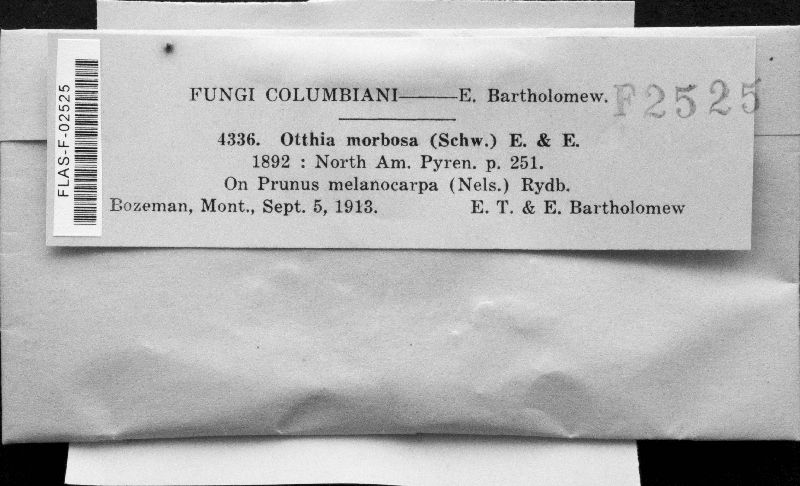 FLAS-F-02525
FUNGI COLUMBIANI——E. Bartholomew.
F2525
4336. Otthia morbosa (Schw.) E. & E.
1892 : North Am. Pyren. p. 251.
On Prunus melanocarpa (Nels.) Rydb.
Bozeman, Mont., Sept. 5, 1913. E. T. & E. Bartholomew